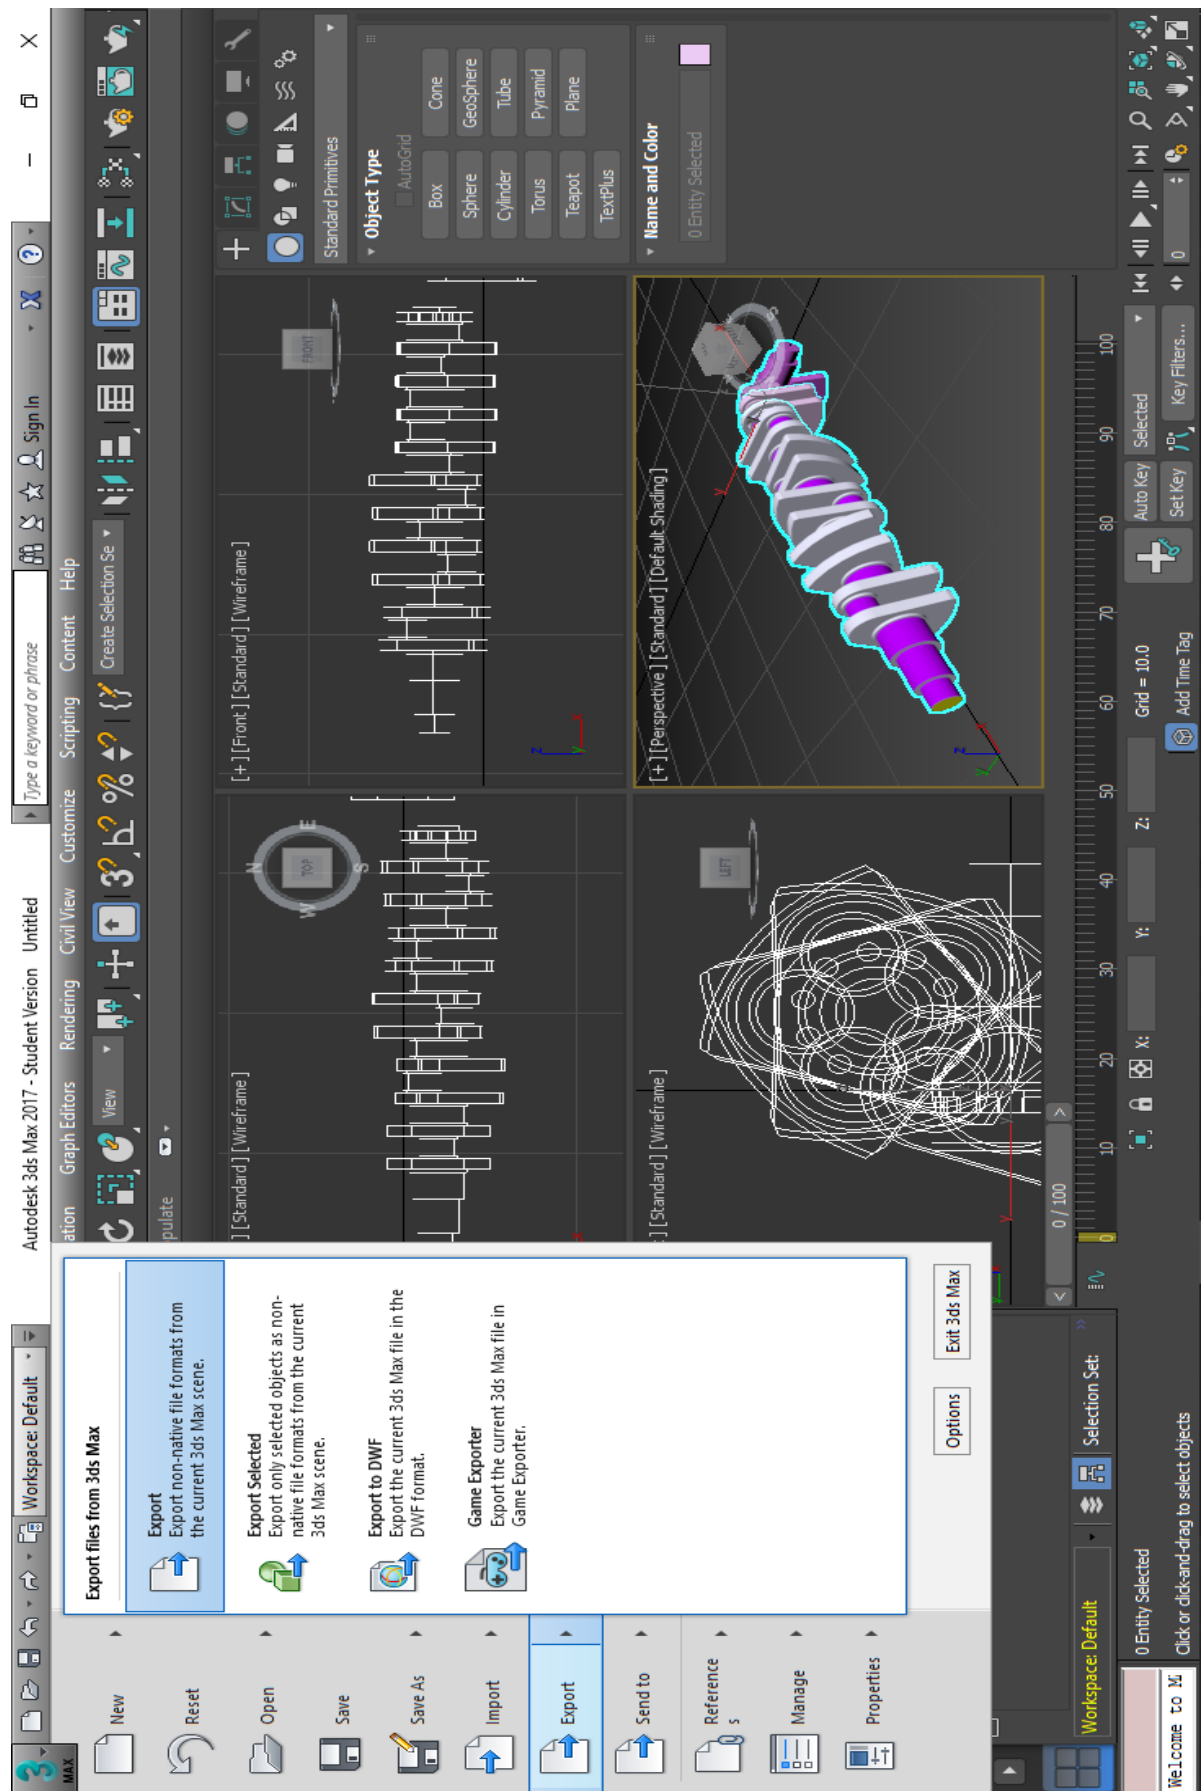 MAX
Workspace: Default
Autodesk 3ds Max 2017 - Student Version Untitled
Type a keyword or phrase
Sign In
ation
Graph Editors
Rendering
Civil View
Customize
Scripting
Content
Help
View
Create Selection Se
pulate
New
Reset
Open
Save
Save As
Import
Export
Send to
Reference
s
Manage
Properties
Export files from 3ds Max
Export
Export non-native file formats from
the current 3ds Max scene.
Export Selected
Export only selected objects as non-
native file formats from the current
3ds Max scene.
Export to DWF
Export the current 3ds Max file in the
DWF format.
Game Exporter
Export the current 3ds Max file in
Game Exporter.
Options
Exit 3ds Max
] [Standard ] [Wireframe ]
N
E
S
W
TOP
[+] [Front ] [Standard ] [Wireframe ]
FRONT
z
x
y
[Standard ] [Wireframe ]
LEFT
y
[+] [Perspective ] [Standard ] [Default Shading ]
S
x
y
z
Standard Primitives
Object Type
AutoGrid
Box
Cone
Sphere
GeoSphere
Cylinder
Tube
Torus
Pyramid
Teapot
Plane
TextPlus
Name and Color
0 Entity Selected
0 / 100
0
10
20
30
40
50
60
70
80
90
100
Workspace: Default
Selection Set:
Welcome to M
0 Entity Selected
Click or click-and-drag to select objects
X:
Y:
Z:
Grid = 10.0
Add Time Tag
Auto Key
Selected
Set Key
Key Filters...
0